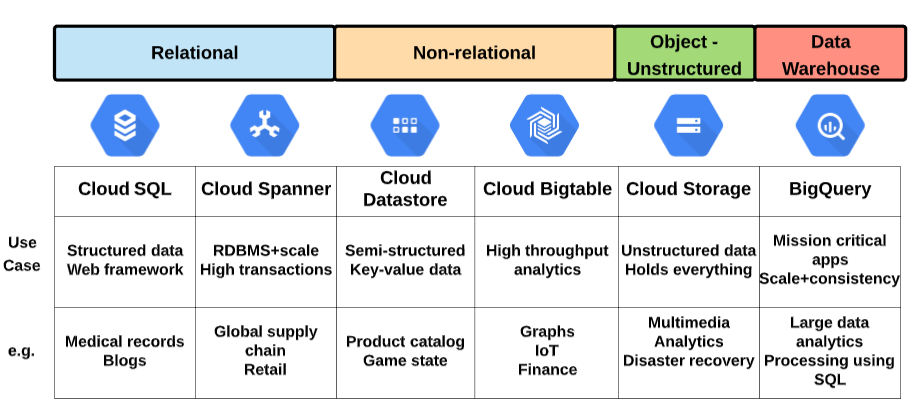 Relational
Non-relational
Object -
Unstructured
Data
Warehouse
Cloud SQL
Cloud Spanner
Cloud
Datastore
Cloud Bigtable
Cloud Storage
BigQuery
Use
Case
Structured data
Web framework
RDBMS+scale
High transactions
Semi-structured
Key-value data
High throughput
analytics
Unstructured data
Holds everything
Mission critical
apps
Scale+consistency
e.g.
Medical records
Blogs
Global supply
chain
Retail
Product catalog
Game state
Graphs
IoT
Finance
Multimedia
Analytics
Disaster recovery
Large data
analytics
Processing using
SQL